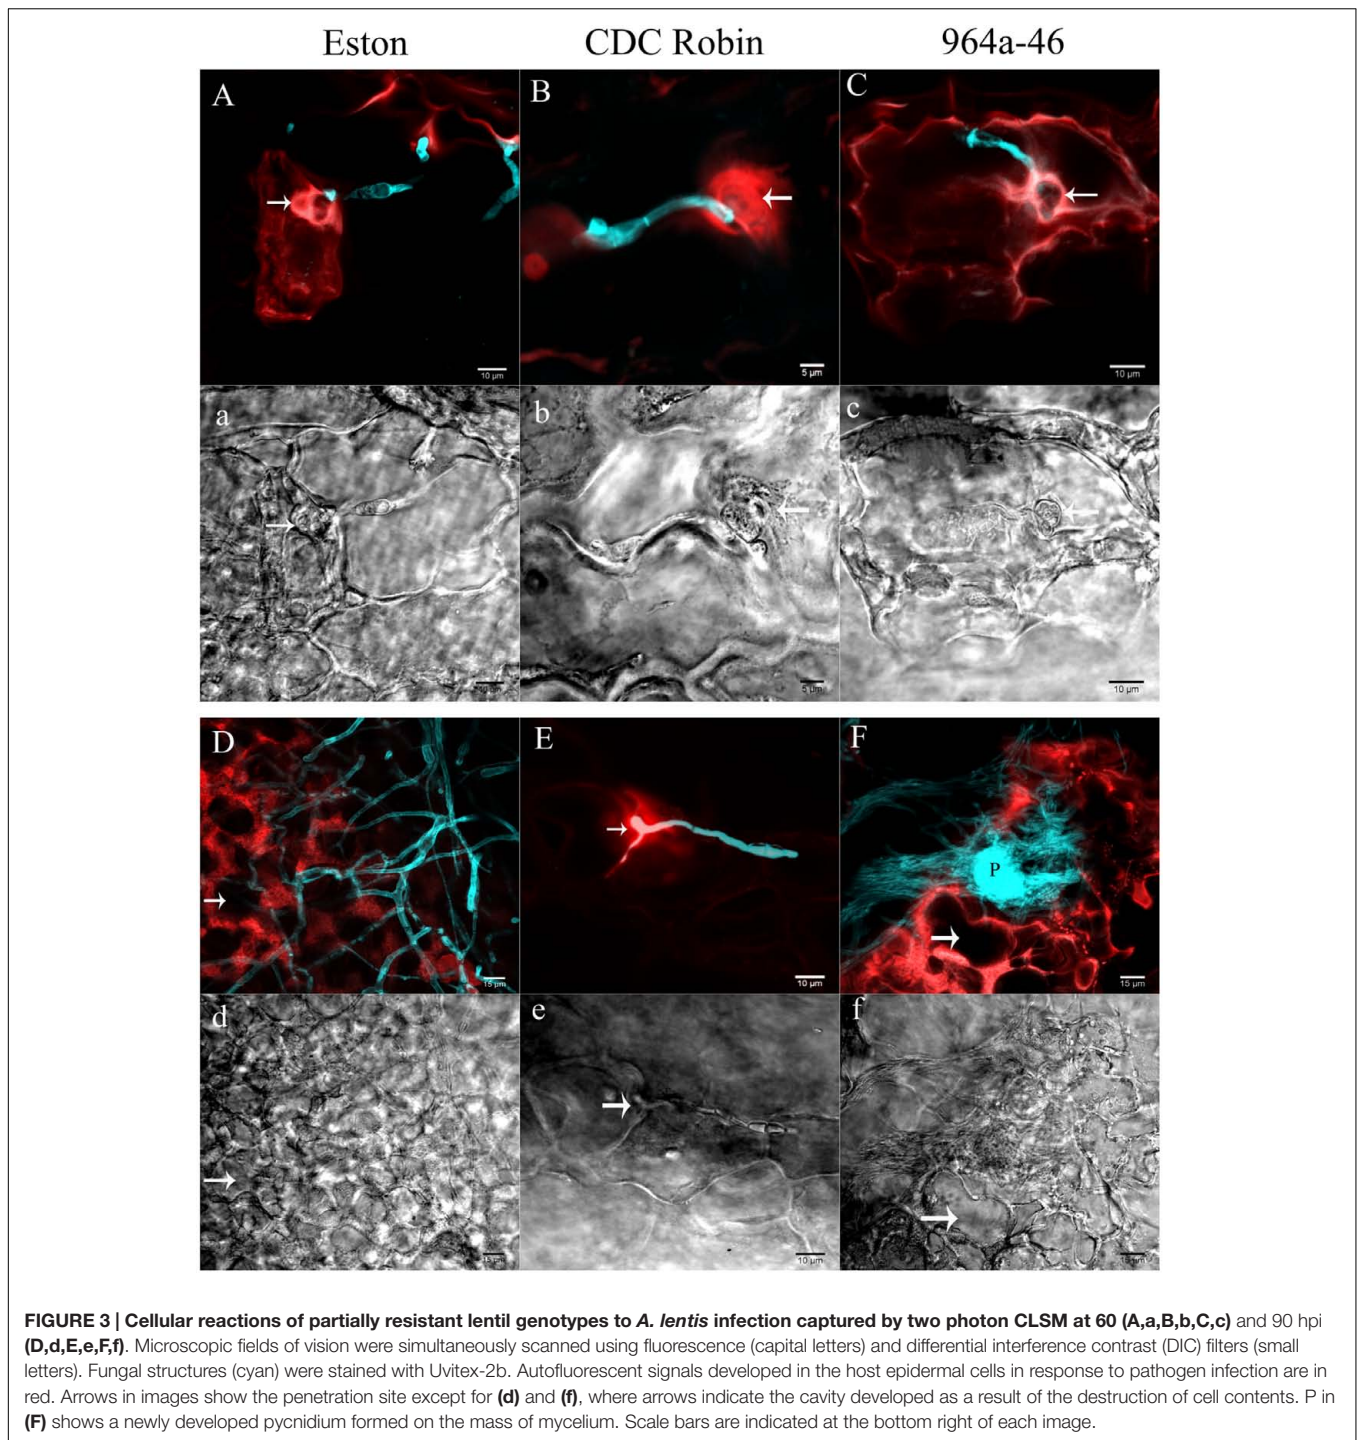 Eston CDC Robin 964a-46
A B C
10 µm 5 µm 10 µm
a b c
10 µm 5 µm 10 µm
D E F
P
15 µm 10 µm 15 µm
d e f
15 µm 10 µm 15 µm
FIGURE 3 | Cellular reactions of partially resistant lentil genotypes to A. lentis infection captured by two photon CLSM at 60 (A,a,B,b,C,c) and 90 hpi
(D,d,E,e,F,f). Microscopic fields of vision were simultaneously scanned using fluorescence (capital letters) and differential interference contrast (DIC) filters (small
letters). Fungal structures (cyan) were stained with Uvitex-2b. Autofluorescent signals developed in the host epidermal cells in response to pathogen infection are in
red. Arrows in images show the penetration site except for (d) and (f), where arrows indicate the cavity developed as a result of the destruction of cell contents. P in
(F) shows a newly developed pycnidium formed on the mass of mycelium. Scale bars are indicated at the bottom right of each image.